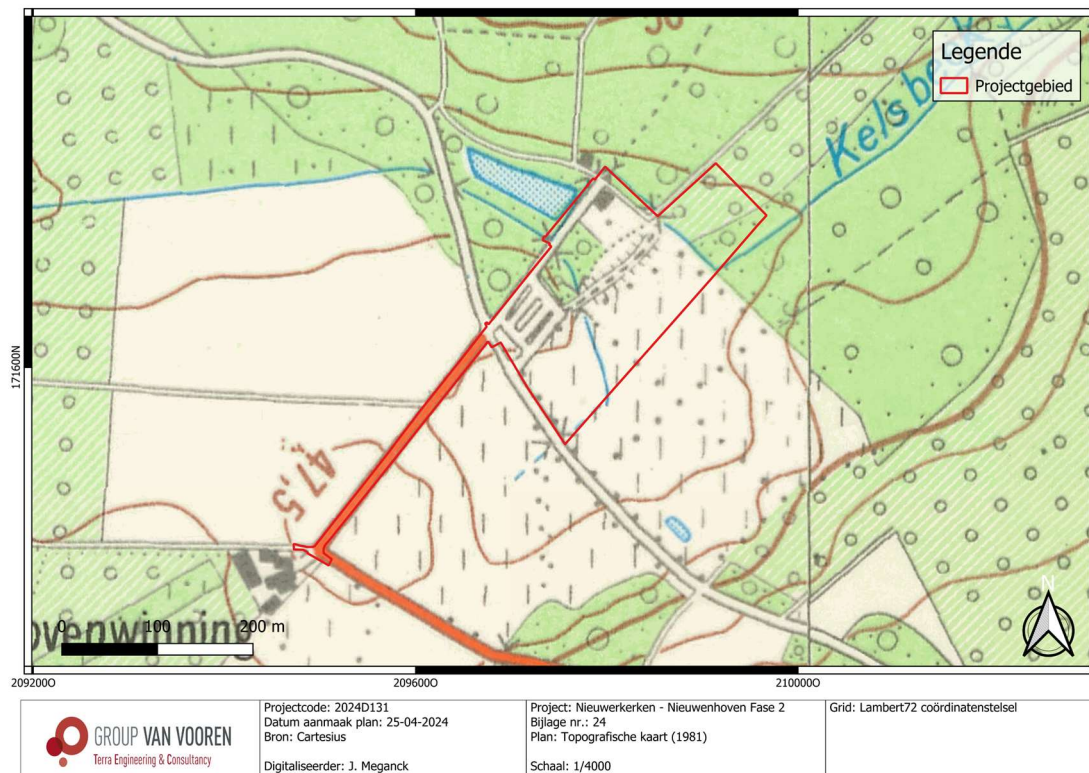 Legende
Projectgebied
Kelsbe
47,5
ovenwinning
0 100 200 m
N
171600N
209200O
209600O
210000O
GROUP VAN VOOREN
Terra Engineering & Consultancy
Projectcode: 2024D131
Datum aanmaak plan: 25-04-2024
Bron: Cartesius
Digitaliseerder: J. Meganck
Project: Nieuwerkerken - Nieuwenhoven Fase 2
Bijlage nr.: 24
Plan: Topografische kaart (1981)
Schaal: 1/4000
Grid: Lambert72 coördinatenstelsel